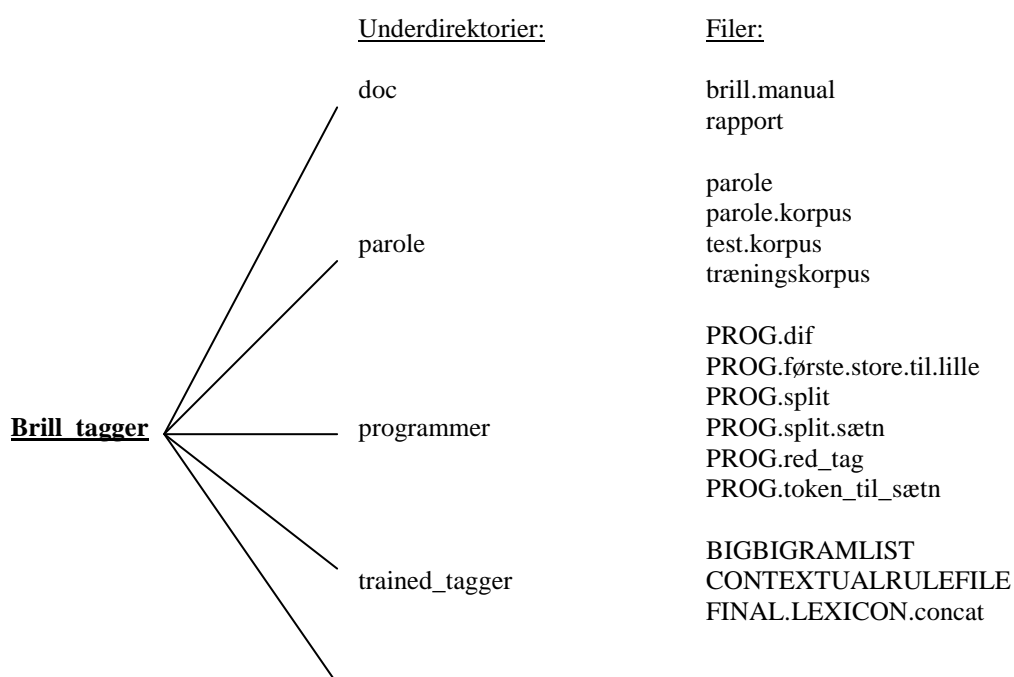 Underdirektorier: Filer:
doc brill.manual
rapport
parole
parole.korpus
parole test.korpus
træningskorpus
PROG.dif
PROG.første.store.til.lille
PROG.split
Brill_tagger programmer PROG.split.sætn
PROG.red_tag
PROG.token_til_sætn
BIGBIGRAMLIST
trained_tagger CONTEXTUALRULEFILE
FINAL.LEXICON.concat